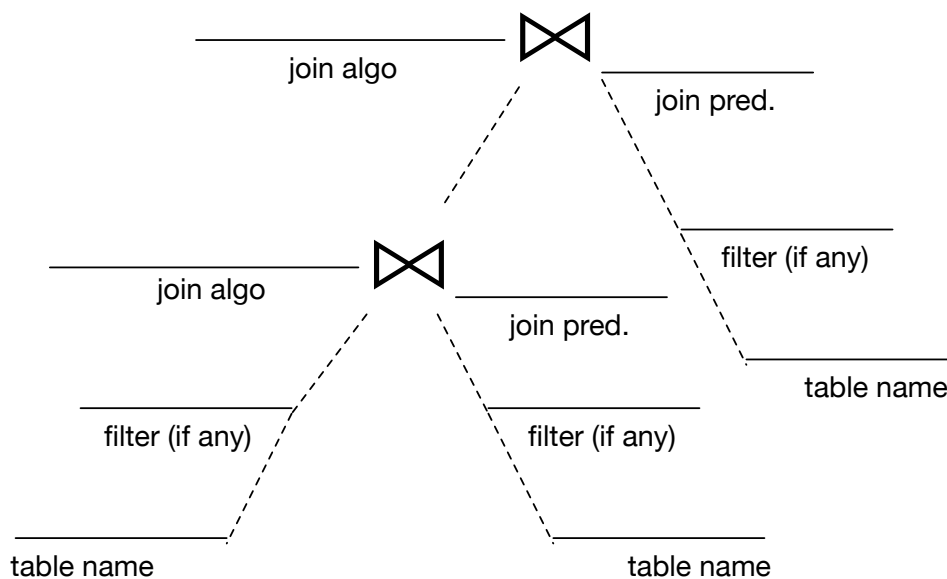 join algo
join pred.
filter (if any)
join algo
join pred.
table name
filter (if any)
filter (if any)
table name
table name